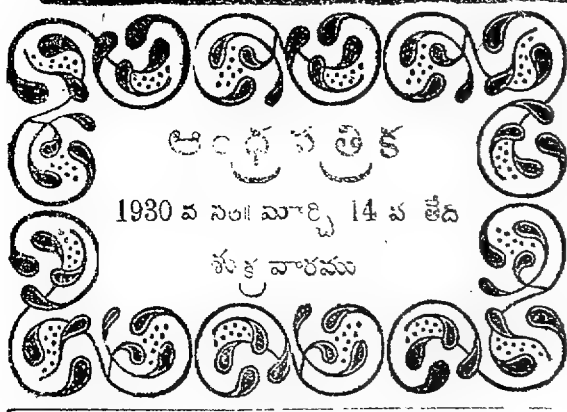 ఆంధ్రపత్రిక
1930 వ సం॥ మార్చి 14 వ తేది
శుక్రవారము